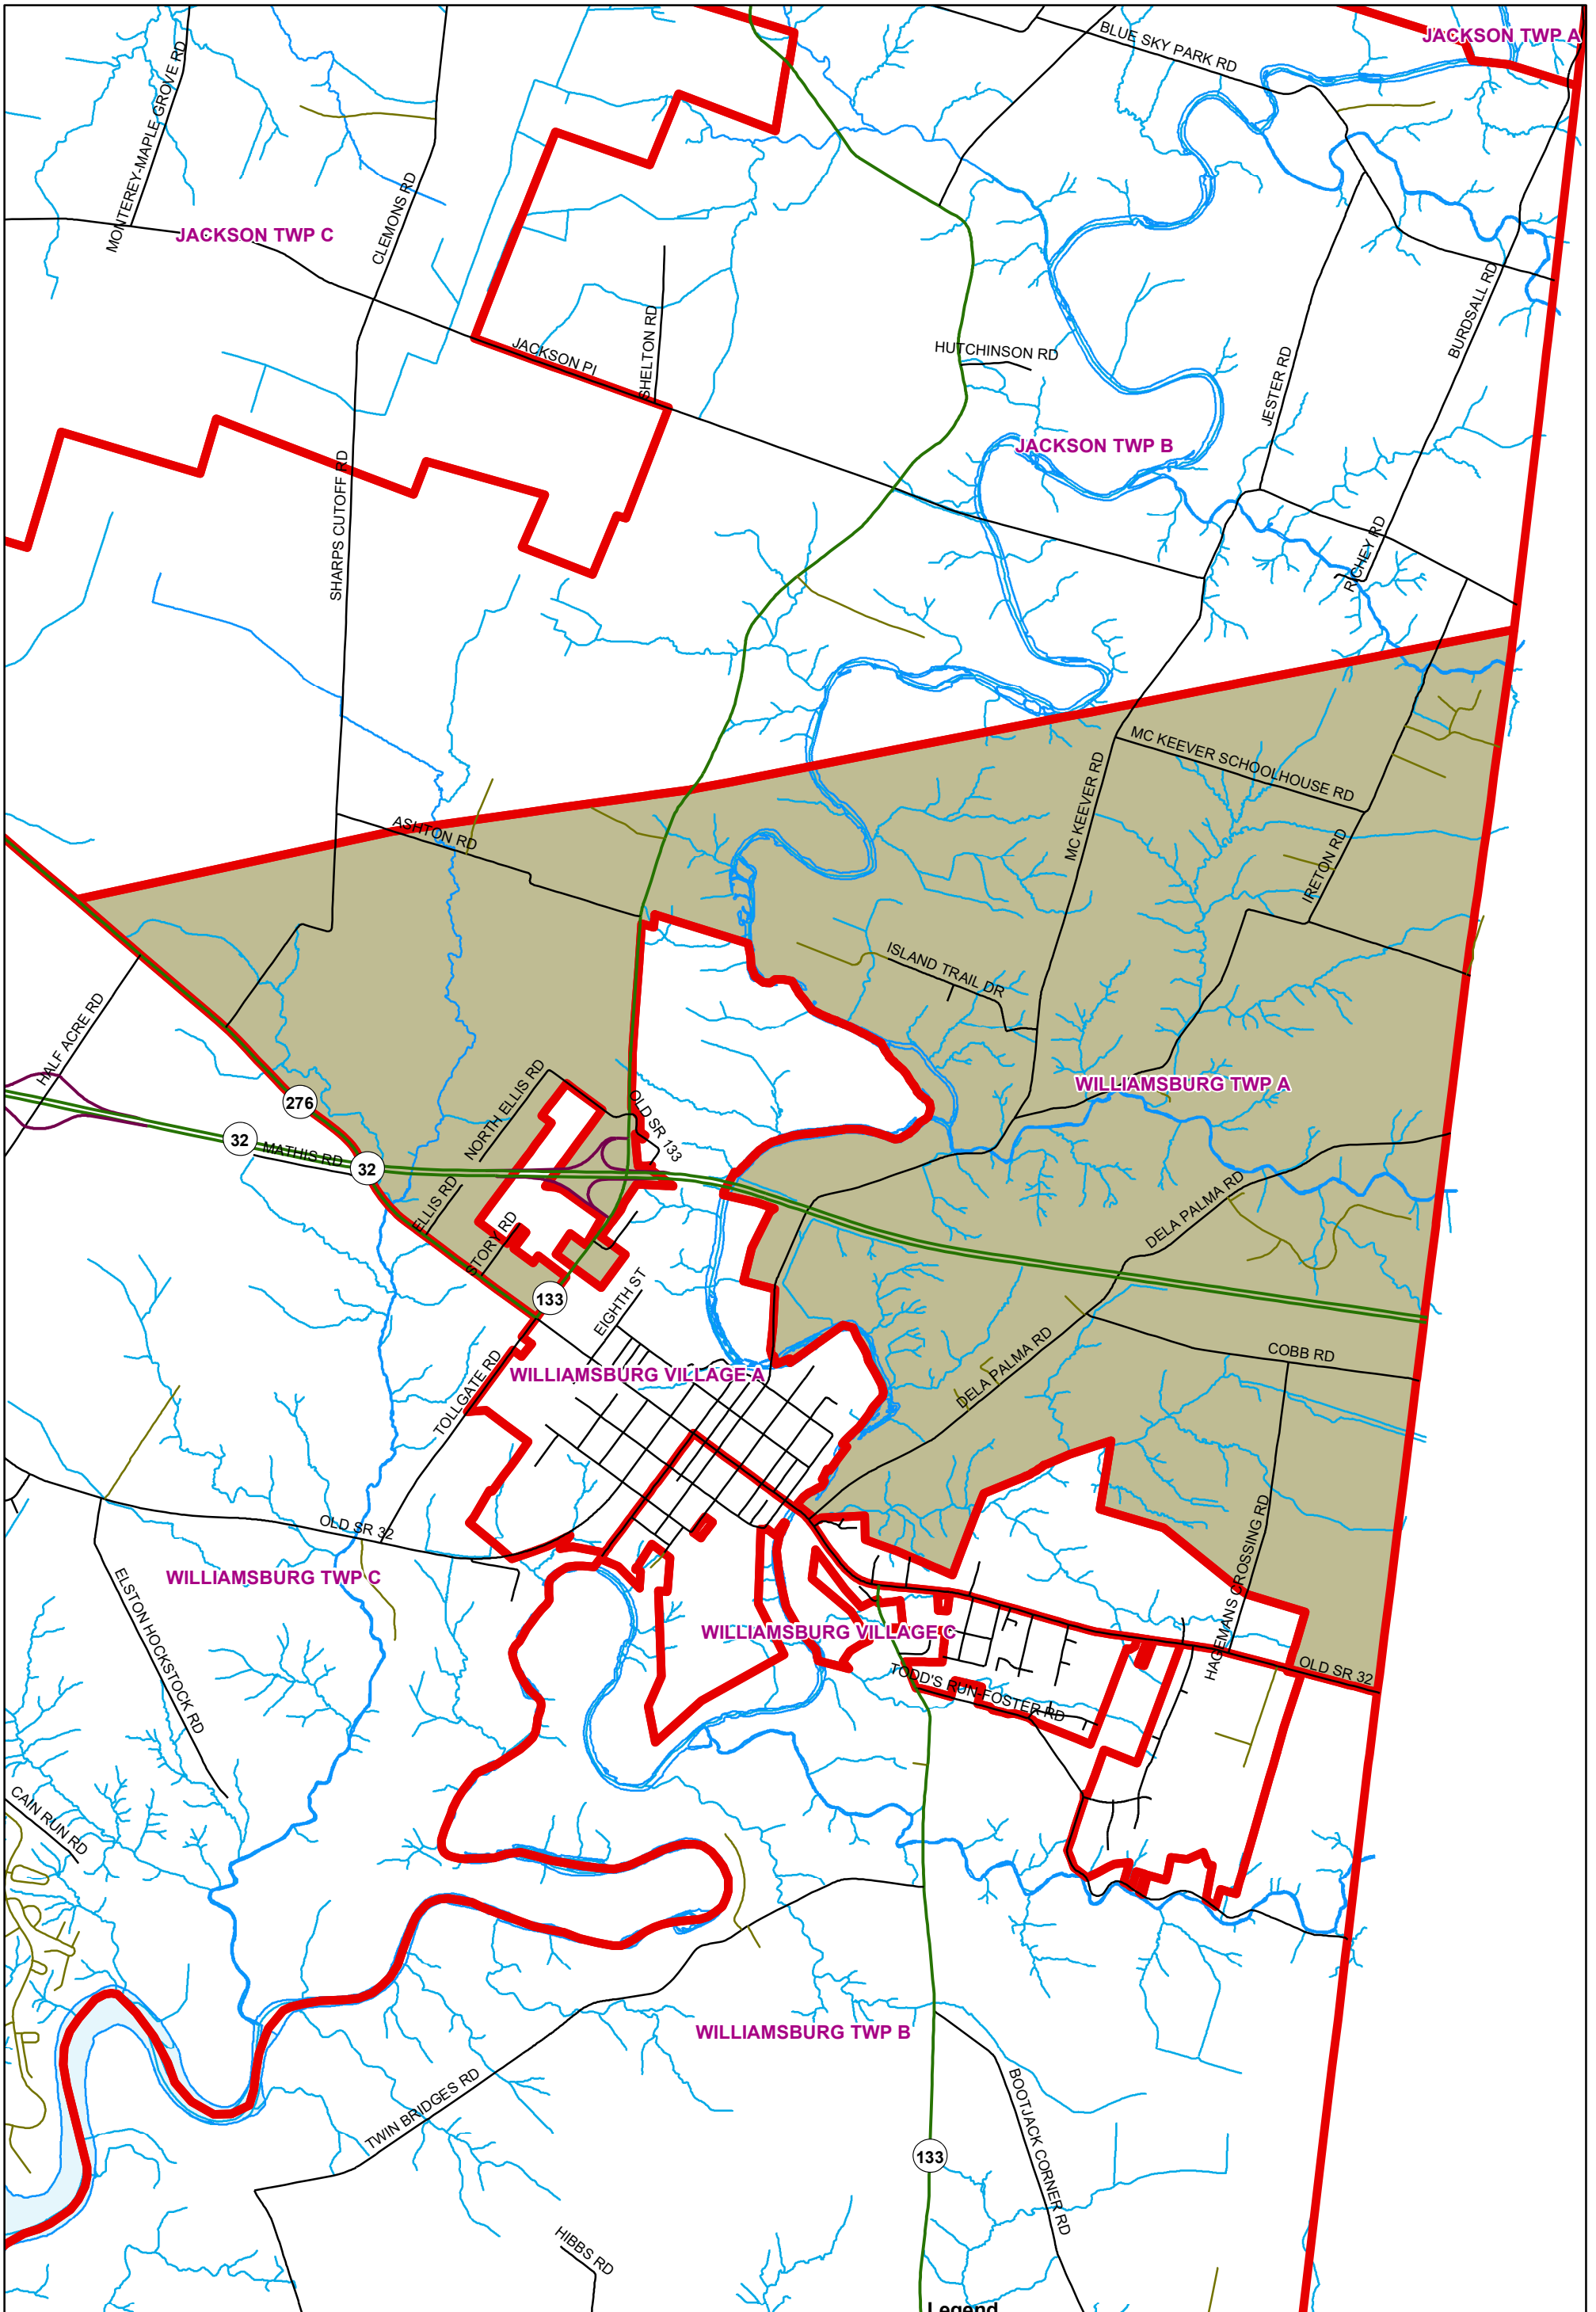 JACKSON TWP A
BLUE SKY PARK RD
MONTEREY-MAPLE GROVE RD
CLEMONS RD
JACKSON TWP C
BURDSALL RD
SHELTON RD
JACKSON PI
HUTCHINSON RD
JESTER RD
JACKSON TWP B
SHARPS CUTOFF RD
RICHEY RD
MC KEEVER SCHOOLHOUSE RD
MC KEEVER RD
ASHTON RD
IRETON RD
ISLAND TRAIL DR
HALF ACRE RD
WILLIAMSBURG TWP A
276
NORTH ELLIS RD
OLD SR 133
32
MATHIS RD
32
ELLIS RD
STORY RD
DELA PALMA RD
133
EIGHTH ST
COBB RD
DELA PALMA RD
TOLLGATE RD
WILLIAMSBURG VILLAGE A
OLD SR 32
HAGEMANS CROSSING RD
WILLIAMSBURG TWP C
ELSTON HOCKSTOCK RD
WILLIAMSBURG VILLAGE C
OLD SR 32
TODD'S RUN-FOSTER RD
CAIN RUN RD
WILLIAMSBURG TWP B
TWIN BRIDGES RD
BOOTJACK CORNER RD
133
HIBBS RD
Legend